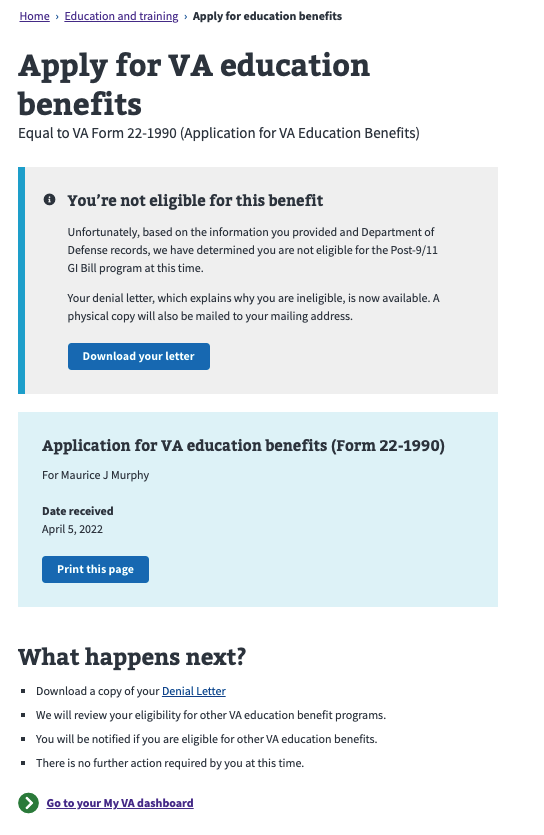 Home › Education and training › Apply for education benefits
Apply for VA education
benefits
Equal to VA Form 22-1990 (Application for VA Education Benefits)
You’re not eligible for this benefit
Unfortunately, based on the information you provided and Department of
Defense records, we have determined you are not eligible for the Post-9/11
GI Bill program at this time.
Your denial letter, which explains why you are ineligible, is now available. A
physical copy will also be mailed to your mailing address.
Download your letter
Application for VA education benefits (Form 22-1990)
For Maurice J Murphy
Date received
April 5, 2022
Print this page
What happens next?
Download a copy of your Denial Letter
We will review your eligibility for other VA education benefit programs.
You will be notified if you are eligible for other VA education benefits.
There is no further action required by you at this time.
Go to your My VA dashboard